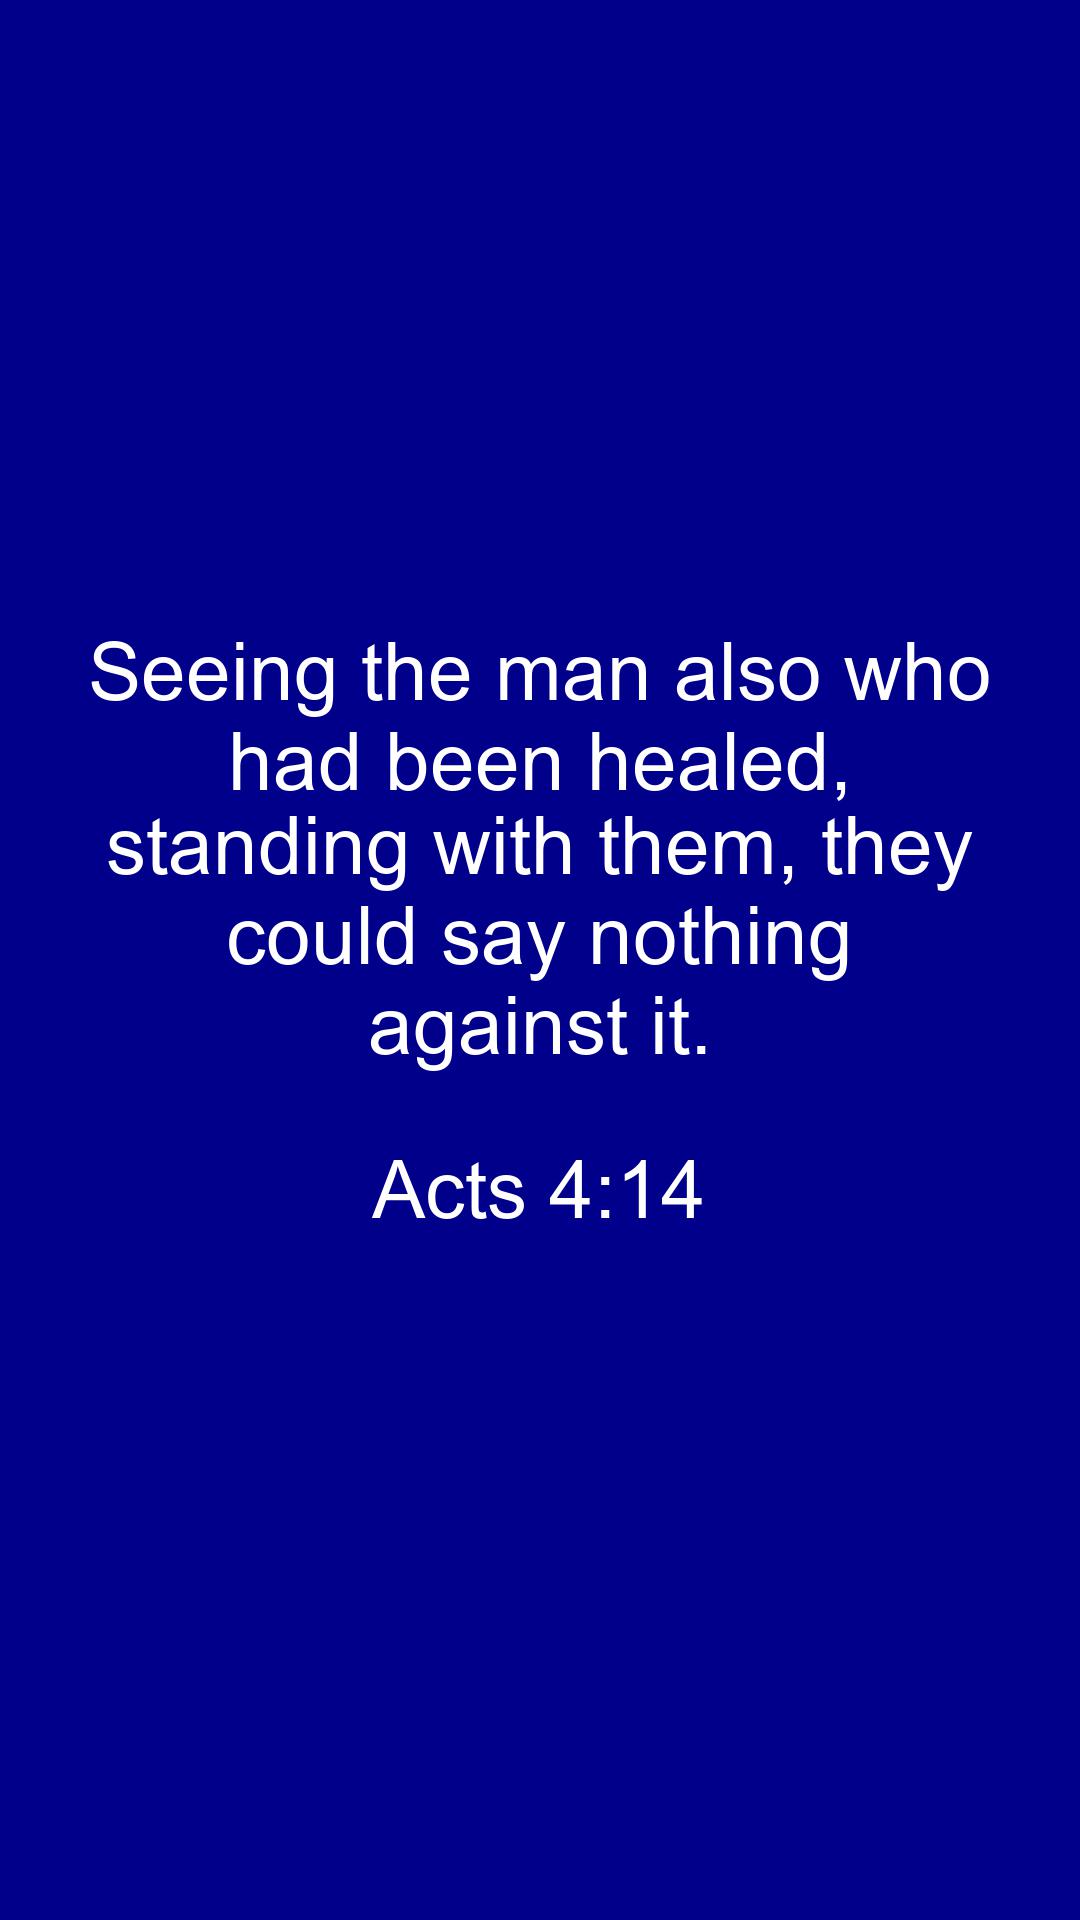 Seeing the man also who
had been healed,
standing with them, they
could say nothing
against it.
Acts 4:14